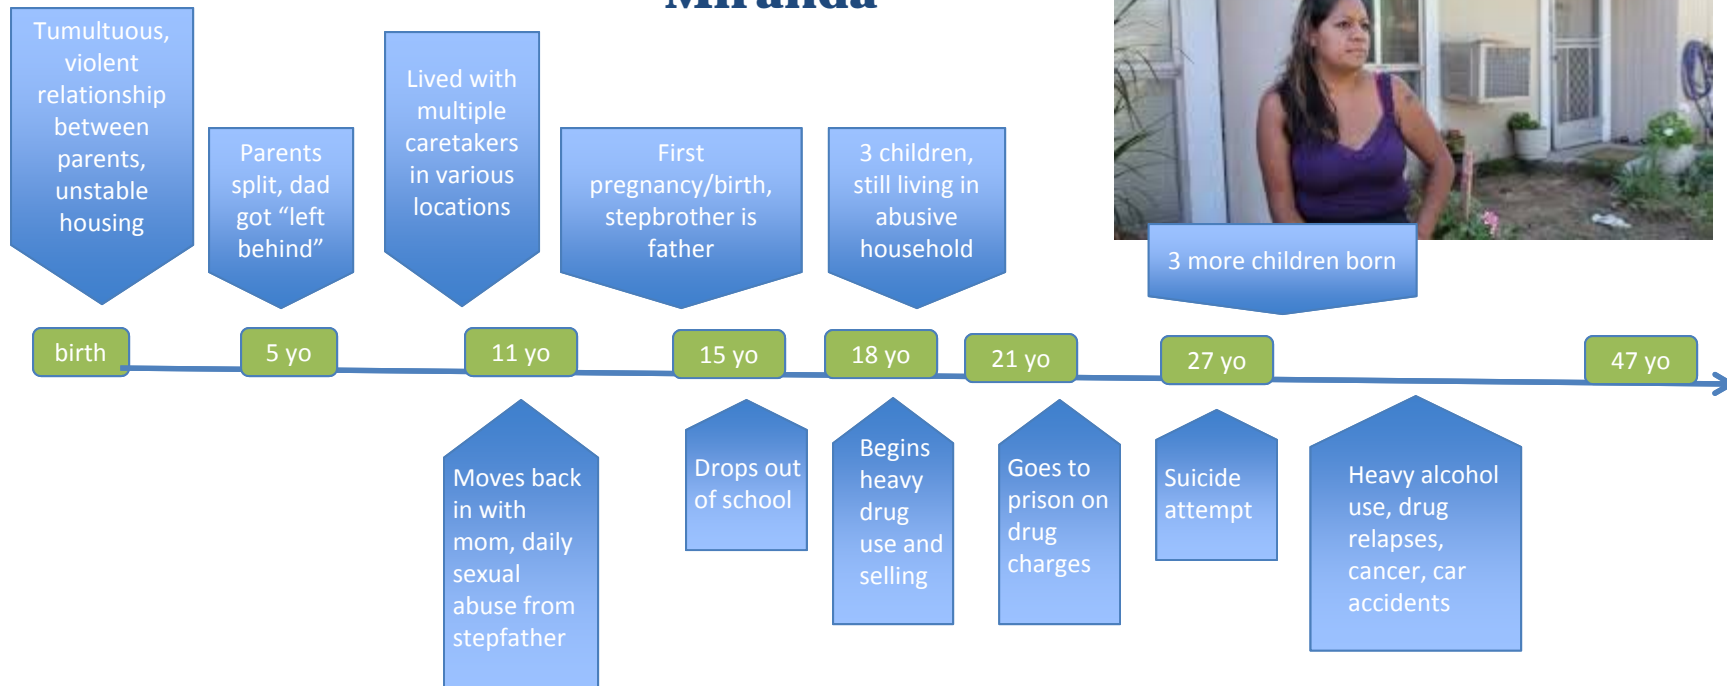 Miranda
Tumultuous,
violent
relationship
between
parents,
unstable
housing
Parents
split, dad
got “left
behind”
Lived with
multiple
caretakers
in various
locations
First
pregnancy/birth,
stepbrother is
father
3 children,
still living in
abusive
household
3 more children born
birth
5 yo
11 yo
15 yo
18 yo
21 yo
27 yo
47 yo
Moves back
in with
mom, daily
sexual
abuse from
stepfather
Drops out
of school
Begins
heavy
drug
use and
selling
Goes to
prison on
drug
charges
Suicide
attempt
Heavy alcohol
use, drug
relapses,
cancer, car
accidents